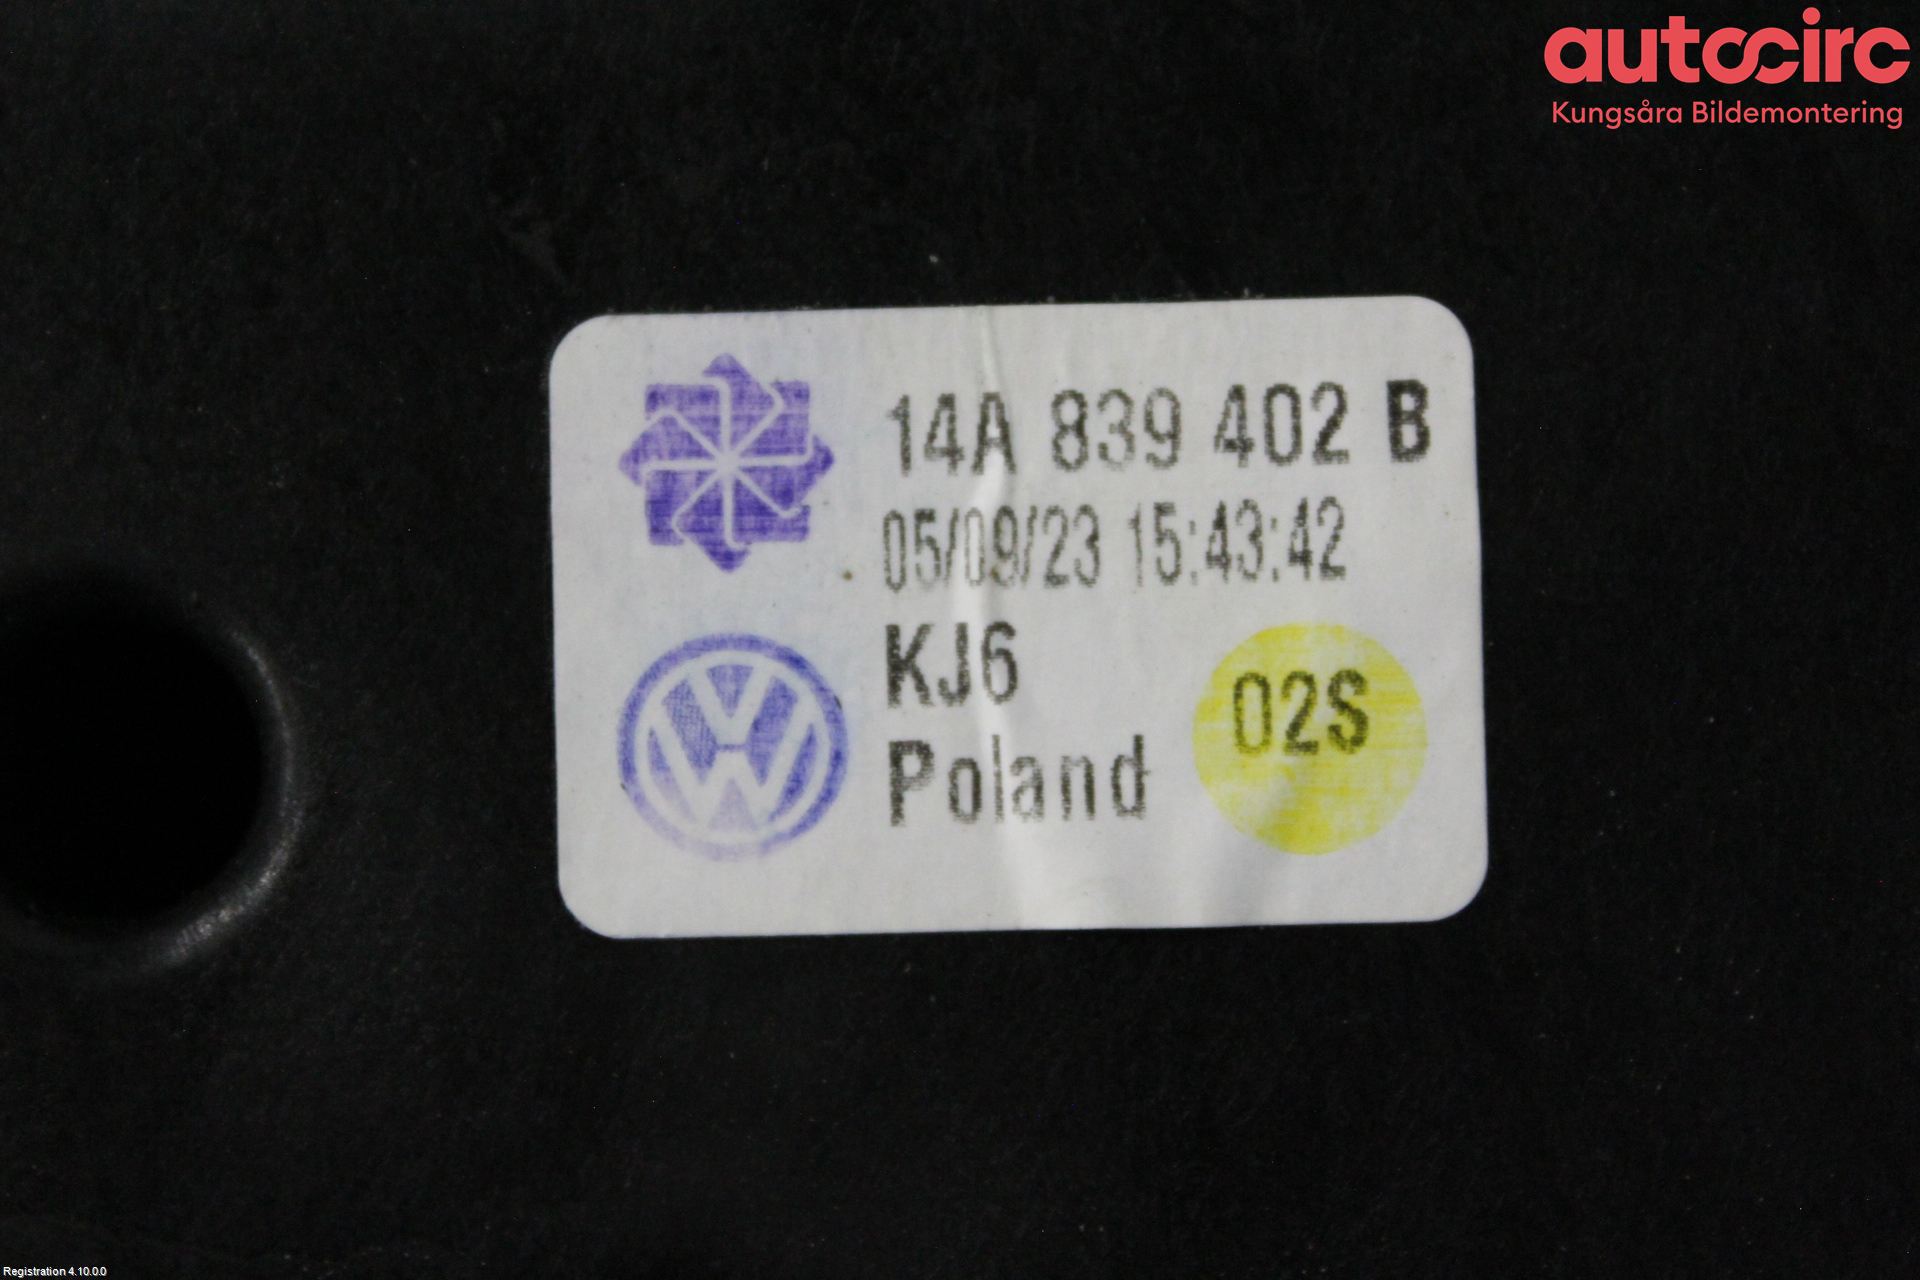 autocirc
Kungsåra Bildemontering
14A 839 402 B
05/09/23 15:43:42
KJ6
02S
Poland
Registration 4.10.0.0